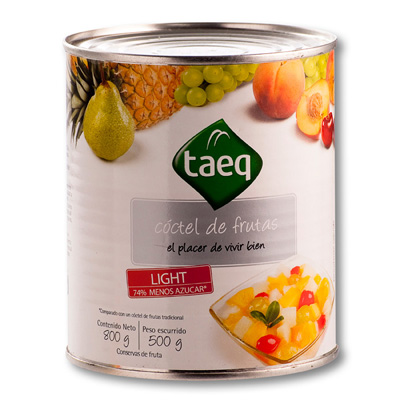 taeq
cóctel de frutas
el placer de vivir bien
LIGHT
74% MENOS AZUCAR*
*Comparado con un cóctel de frutas tradicional
Contenido Neto
800 g
Peso escurrido
500 g
Conservas de fruta